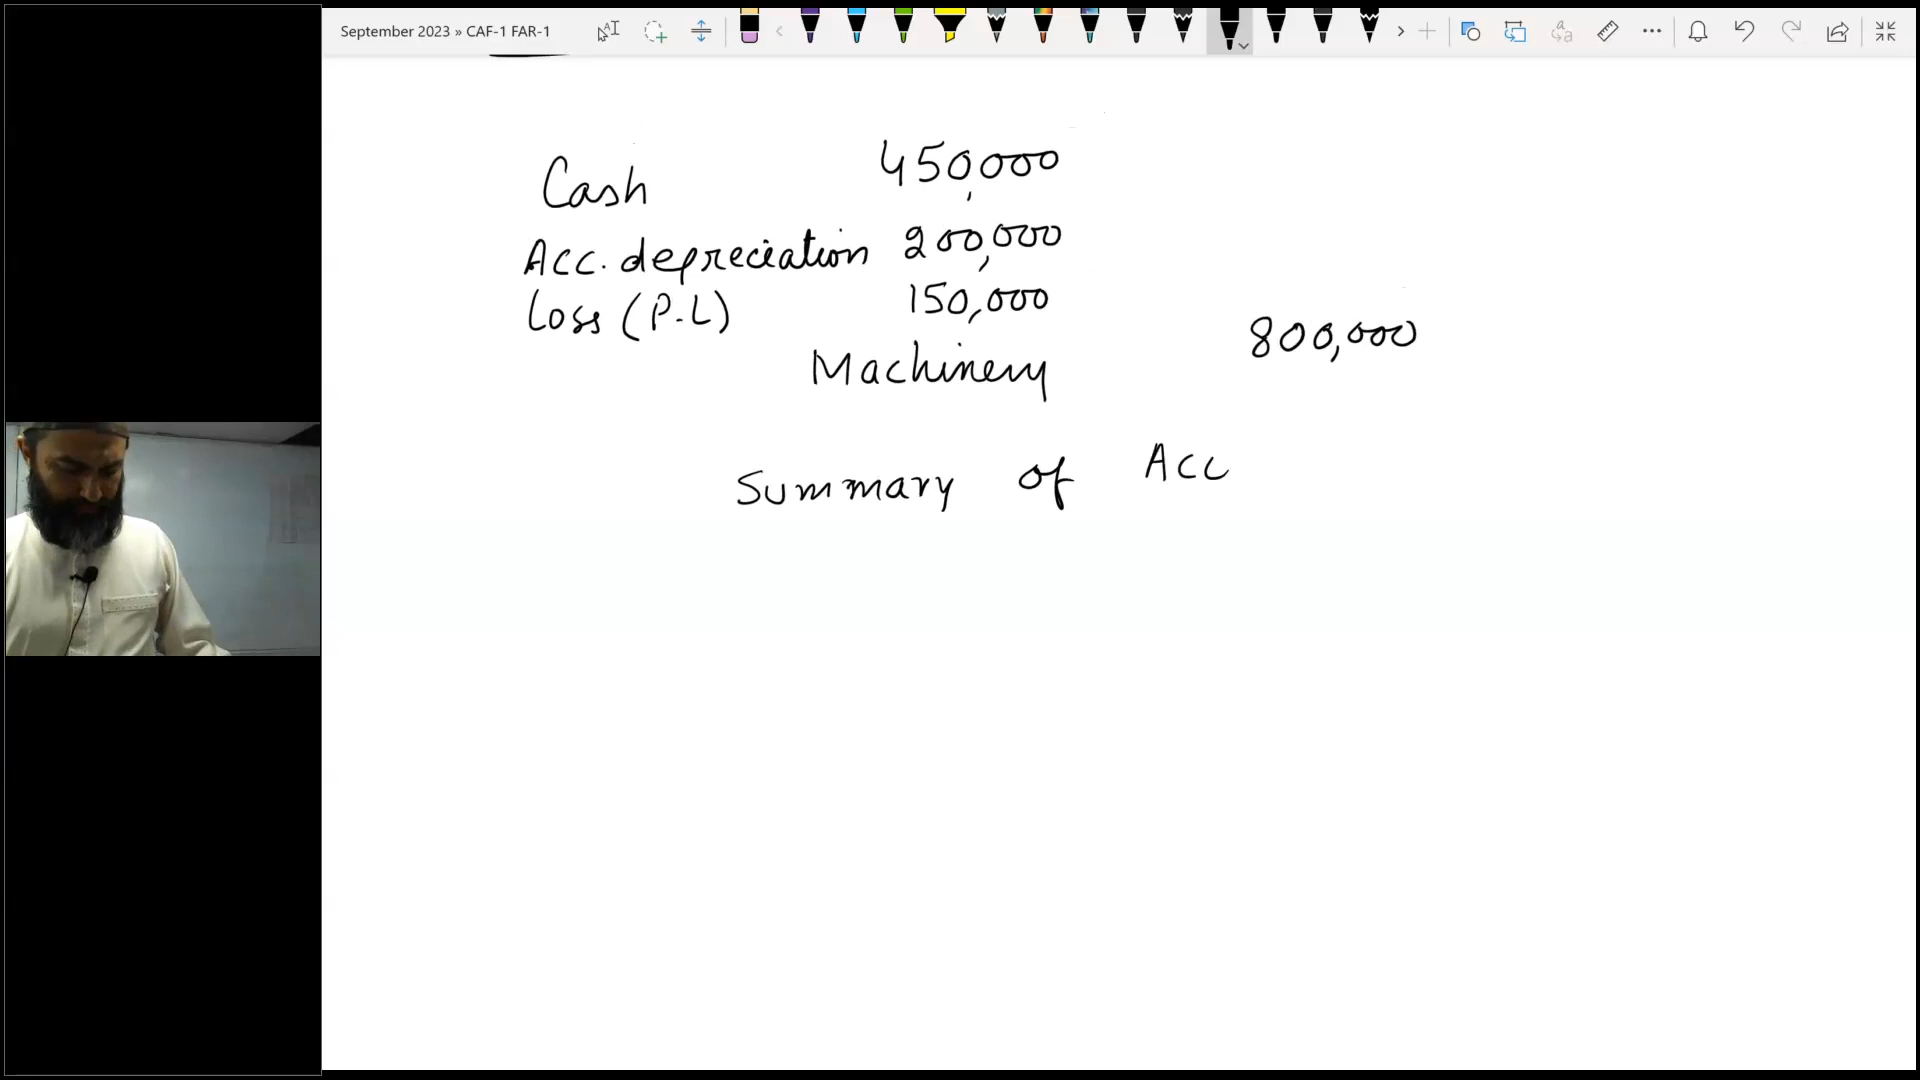 September 2023 » CAF-1 FAR-1
Cash 450,000
Acc. depreciation 200,000
Loss (P.L) 150,000
Machinery 800,000
Summary of Acc